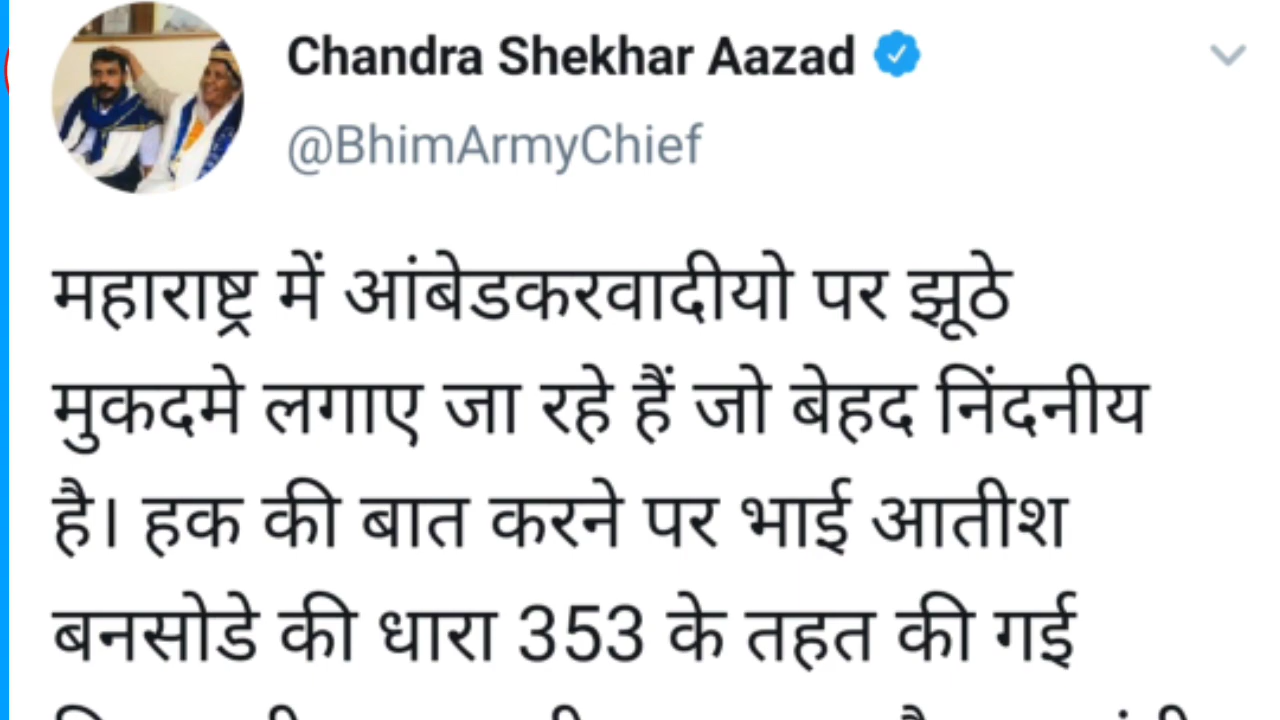 Chandra Shekhar Aazad
@BhimArmyChief
महाराष्ट्र में आंबेडकरवादीयो पर झूठे
मुकदमे लगाए जा रहे हैं जो बेहद निंदनीय
है। हक की बात करने पर भाई आतीश
बनसोडे की धारा 353 के तहत की गई